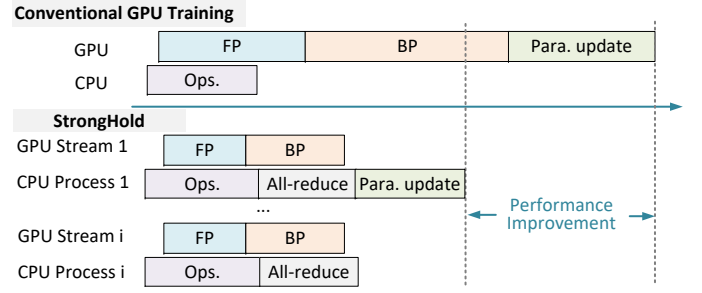 Conventional GPU Training
GPU FP BP Para. update
CPU Ops.
StrongHold
GPU Stream 1 FP BP
CPU Process 1 Ops. All-reduce Para. update
...
Performance
Improvement
GPU Stream i FP BP
CPU Process i Ops. All-reduce